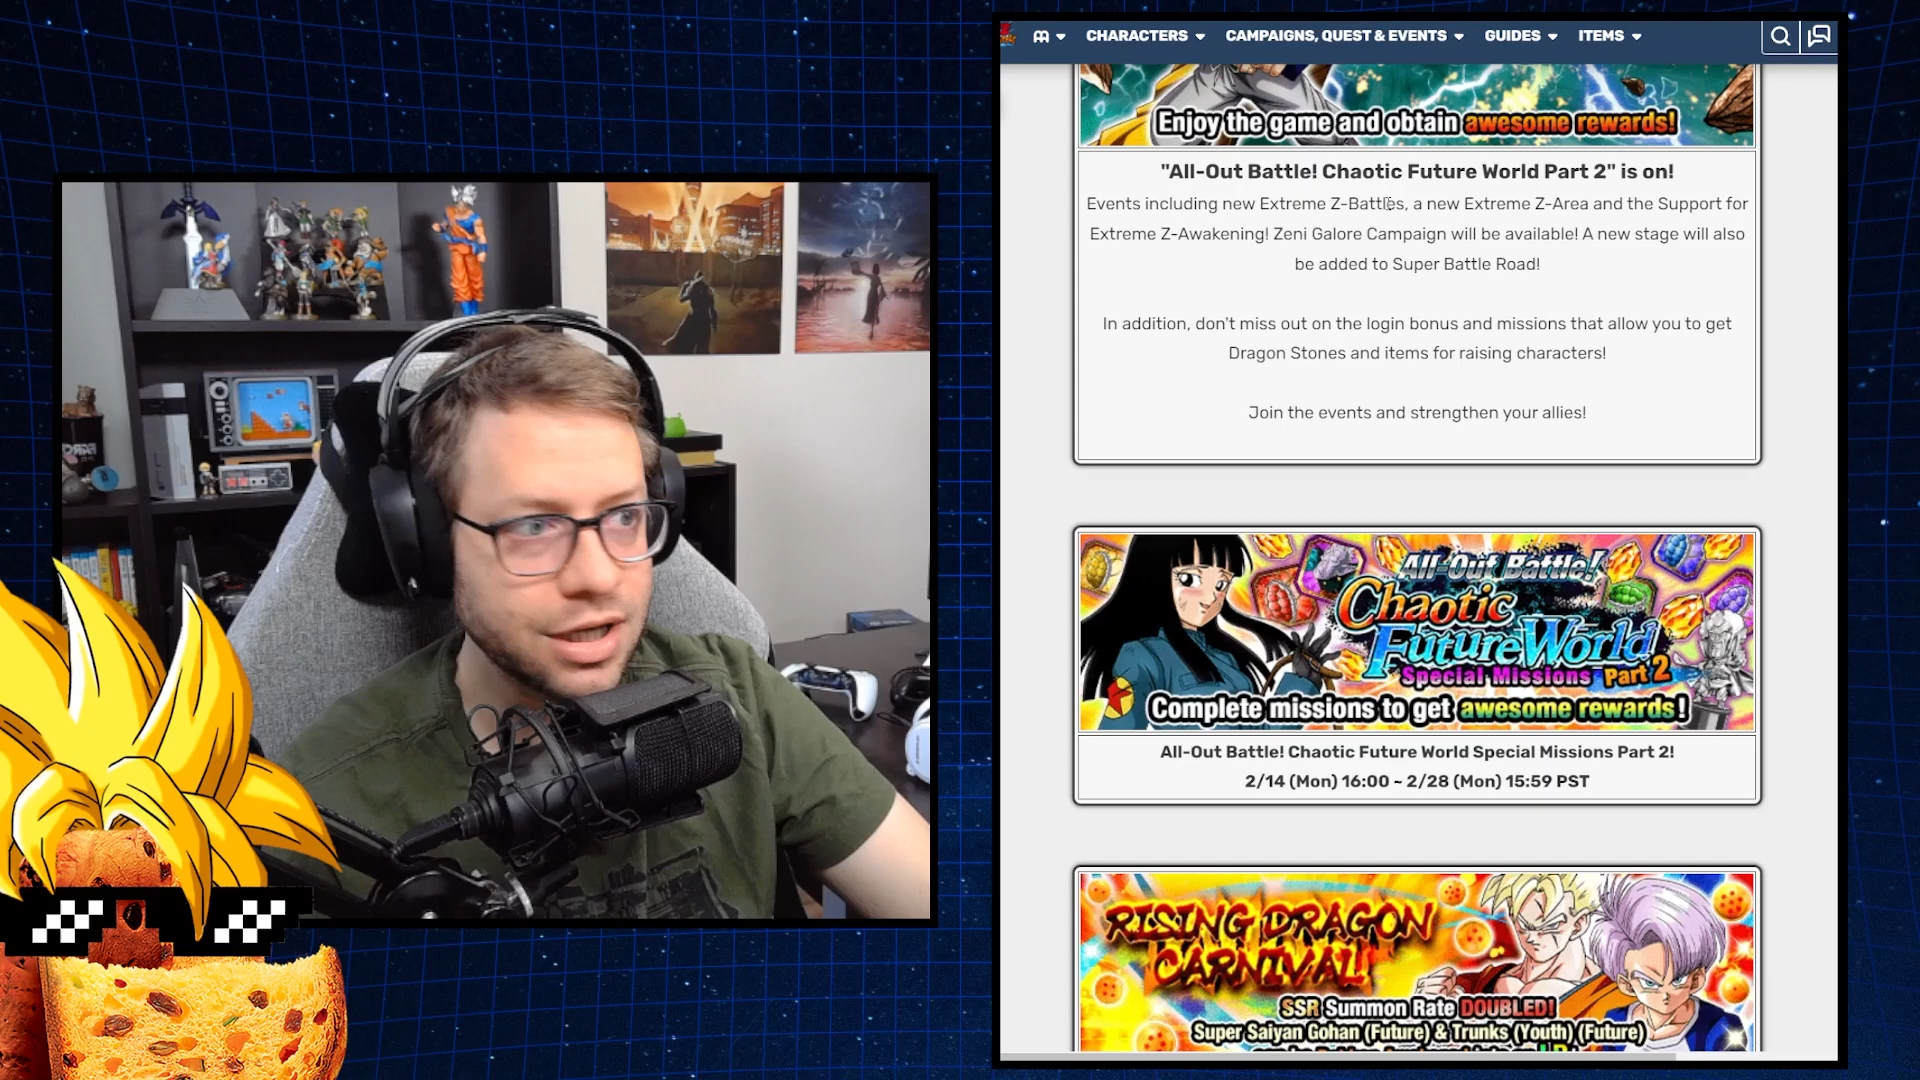 CHARACTERS
CAMPAIGNS, QUEST & EVENTS
GUIDES
ITEMS
Enjoy the game and obtain awesome rewards!
"All-Out Battle! Chaotic Future World Part 2" is on!
Events including new Extreme Z-Battles, a new Extreme Z-Area and the Support for
Extreme Z-Awakening! Zeni Galore Campaign will be available! A new stage will also
be added to Super Battle Road!
In addition, don't miss out on the login bonus and missions that allow you to get
Dragon Stones and items for raising characters!
Join the events and strengthen your allies!
All-Out Battle!
Chaotic
Future World
Special Missions Part 2
Complete missions to get awesome rewards!
All-Out Battle! Chaotic Future World Special Missions Part 2!
2/14 (Mon) 16:00 ~ 2/28 (Mon) 15:59 PST
RISING DRAGON
CARNIVAL!
SSR Summon Rate DOUBLED!
Super Saiyan Gohan (Future) & Trunks (Youth) (Future)